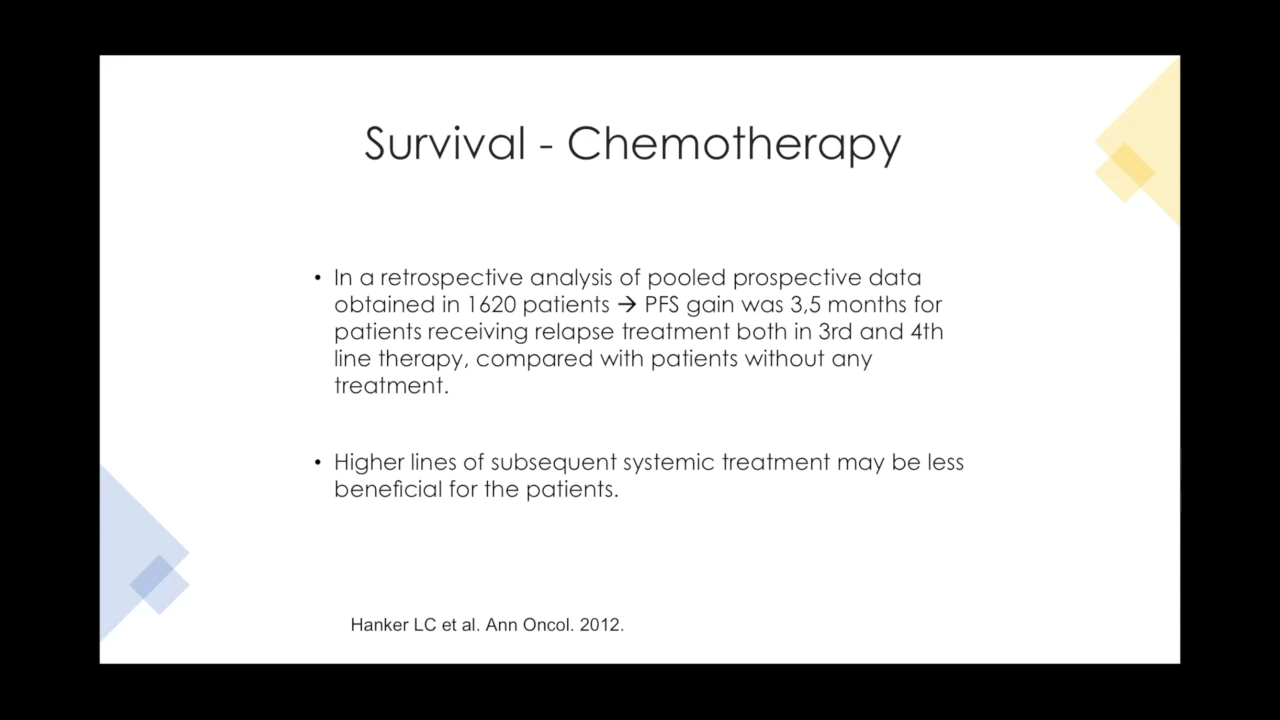 Survival - Chemotherapy
• In a retrospective analysis of pooled prospective data
obtained in 1620 patients → PFS gain was 3,5 months for
patients receiving relapse treatment both in 3rd and 4th
line therapy, compared with patients without any
treatment.
• Higher lines of subsequent systemic treatment may be less
beneficial for the patients.
Hanker LC et al. Ann Oncol. 2012.